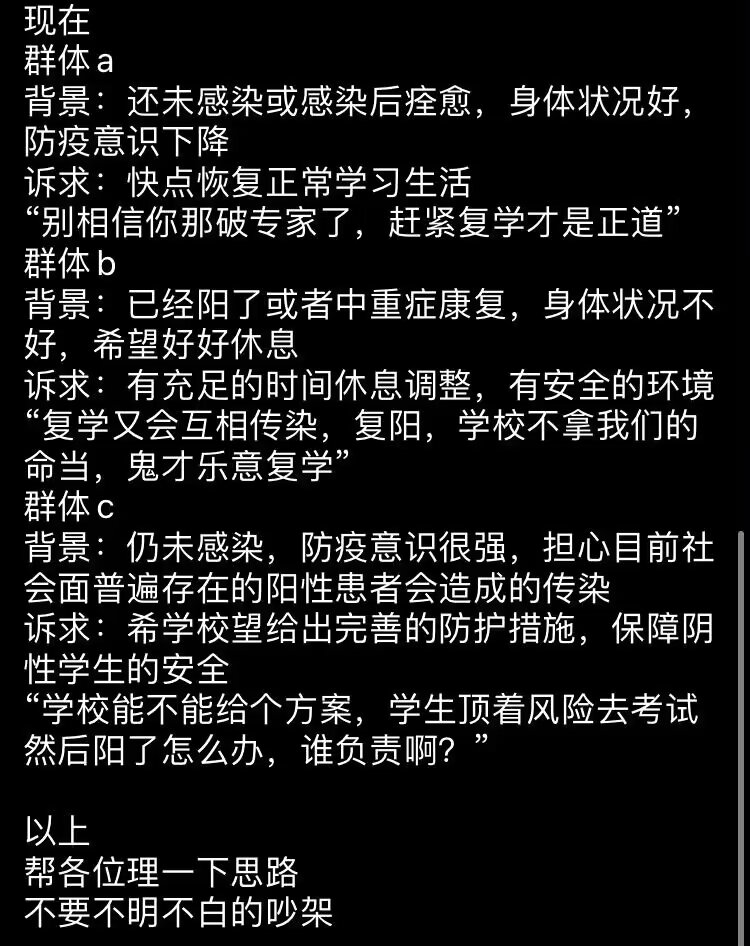 现在
群体a
背景：还未感染或感染后痊愈，身体状况好，
防疫意识下降
诉求：快点恢复正常学习生活
“别相信你那破专家了，赶紧复学才是正道”
群体b
背景：已经阳了或者中重症康复，身体状况不
好，希望好好休息
诉求：有充足的时间休息调整，有安全的环境
“复学又会互相传染，复阳，学校不拿我们的
命当，鬼才乐意复学”
群体c
背景：仍未感染，防疫意识很强，担心目前社
会面普遍存在的阳性患者会造成的传染
诉求：希学校望给出完善的防护措施，保障阴
性学生的安全
“学校能不能给个方案，学生顶着风险去考试
然后阳了怎么办，谁负责啊？”
以上
帮各位理一下思路
不要不明不白的吵架